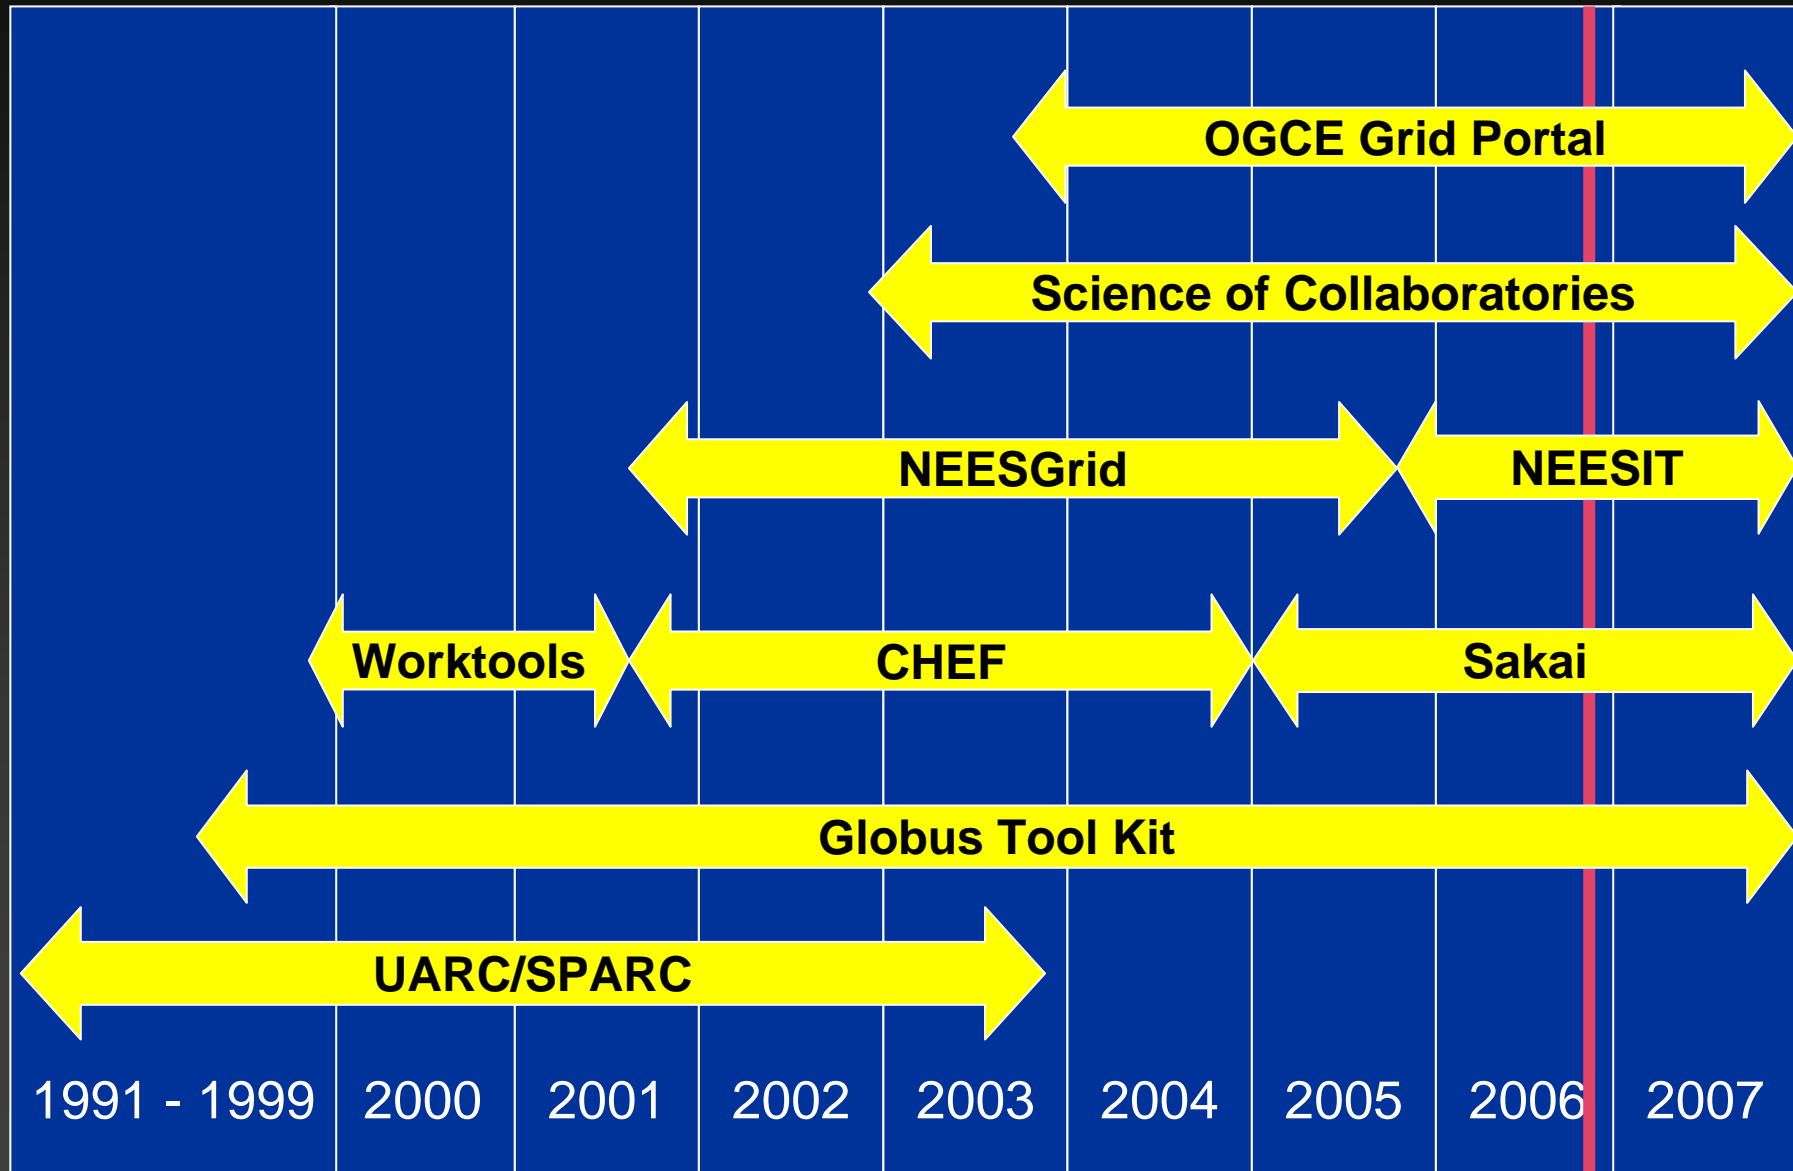 OGCE Grid Portal
Science of Collaboratories
NEESGrid
NEESIT
Worktools
CHEF
Sakai
Globus Tool Kit
UARC/SPARC
1991 - 1999 2000 2001 2002 2003 2004 2005 2006 2007